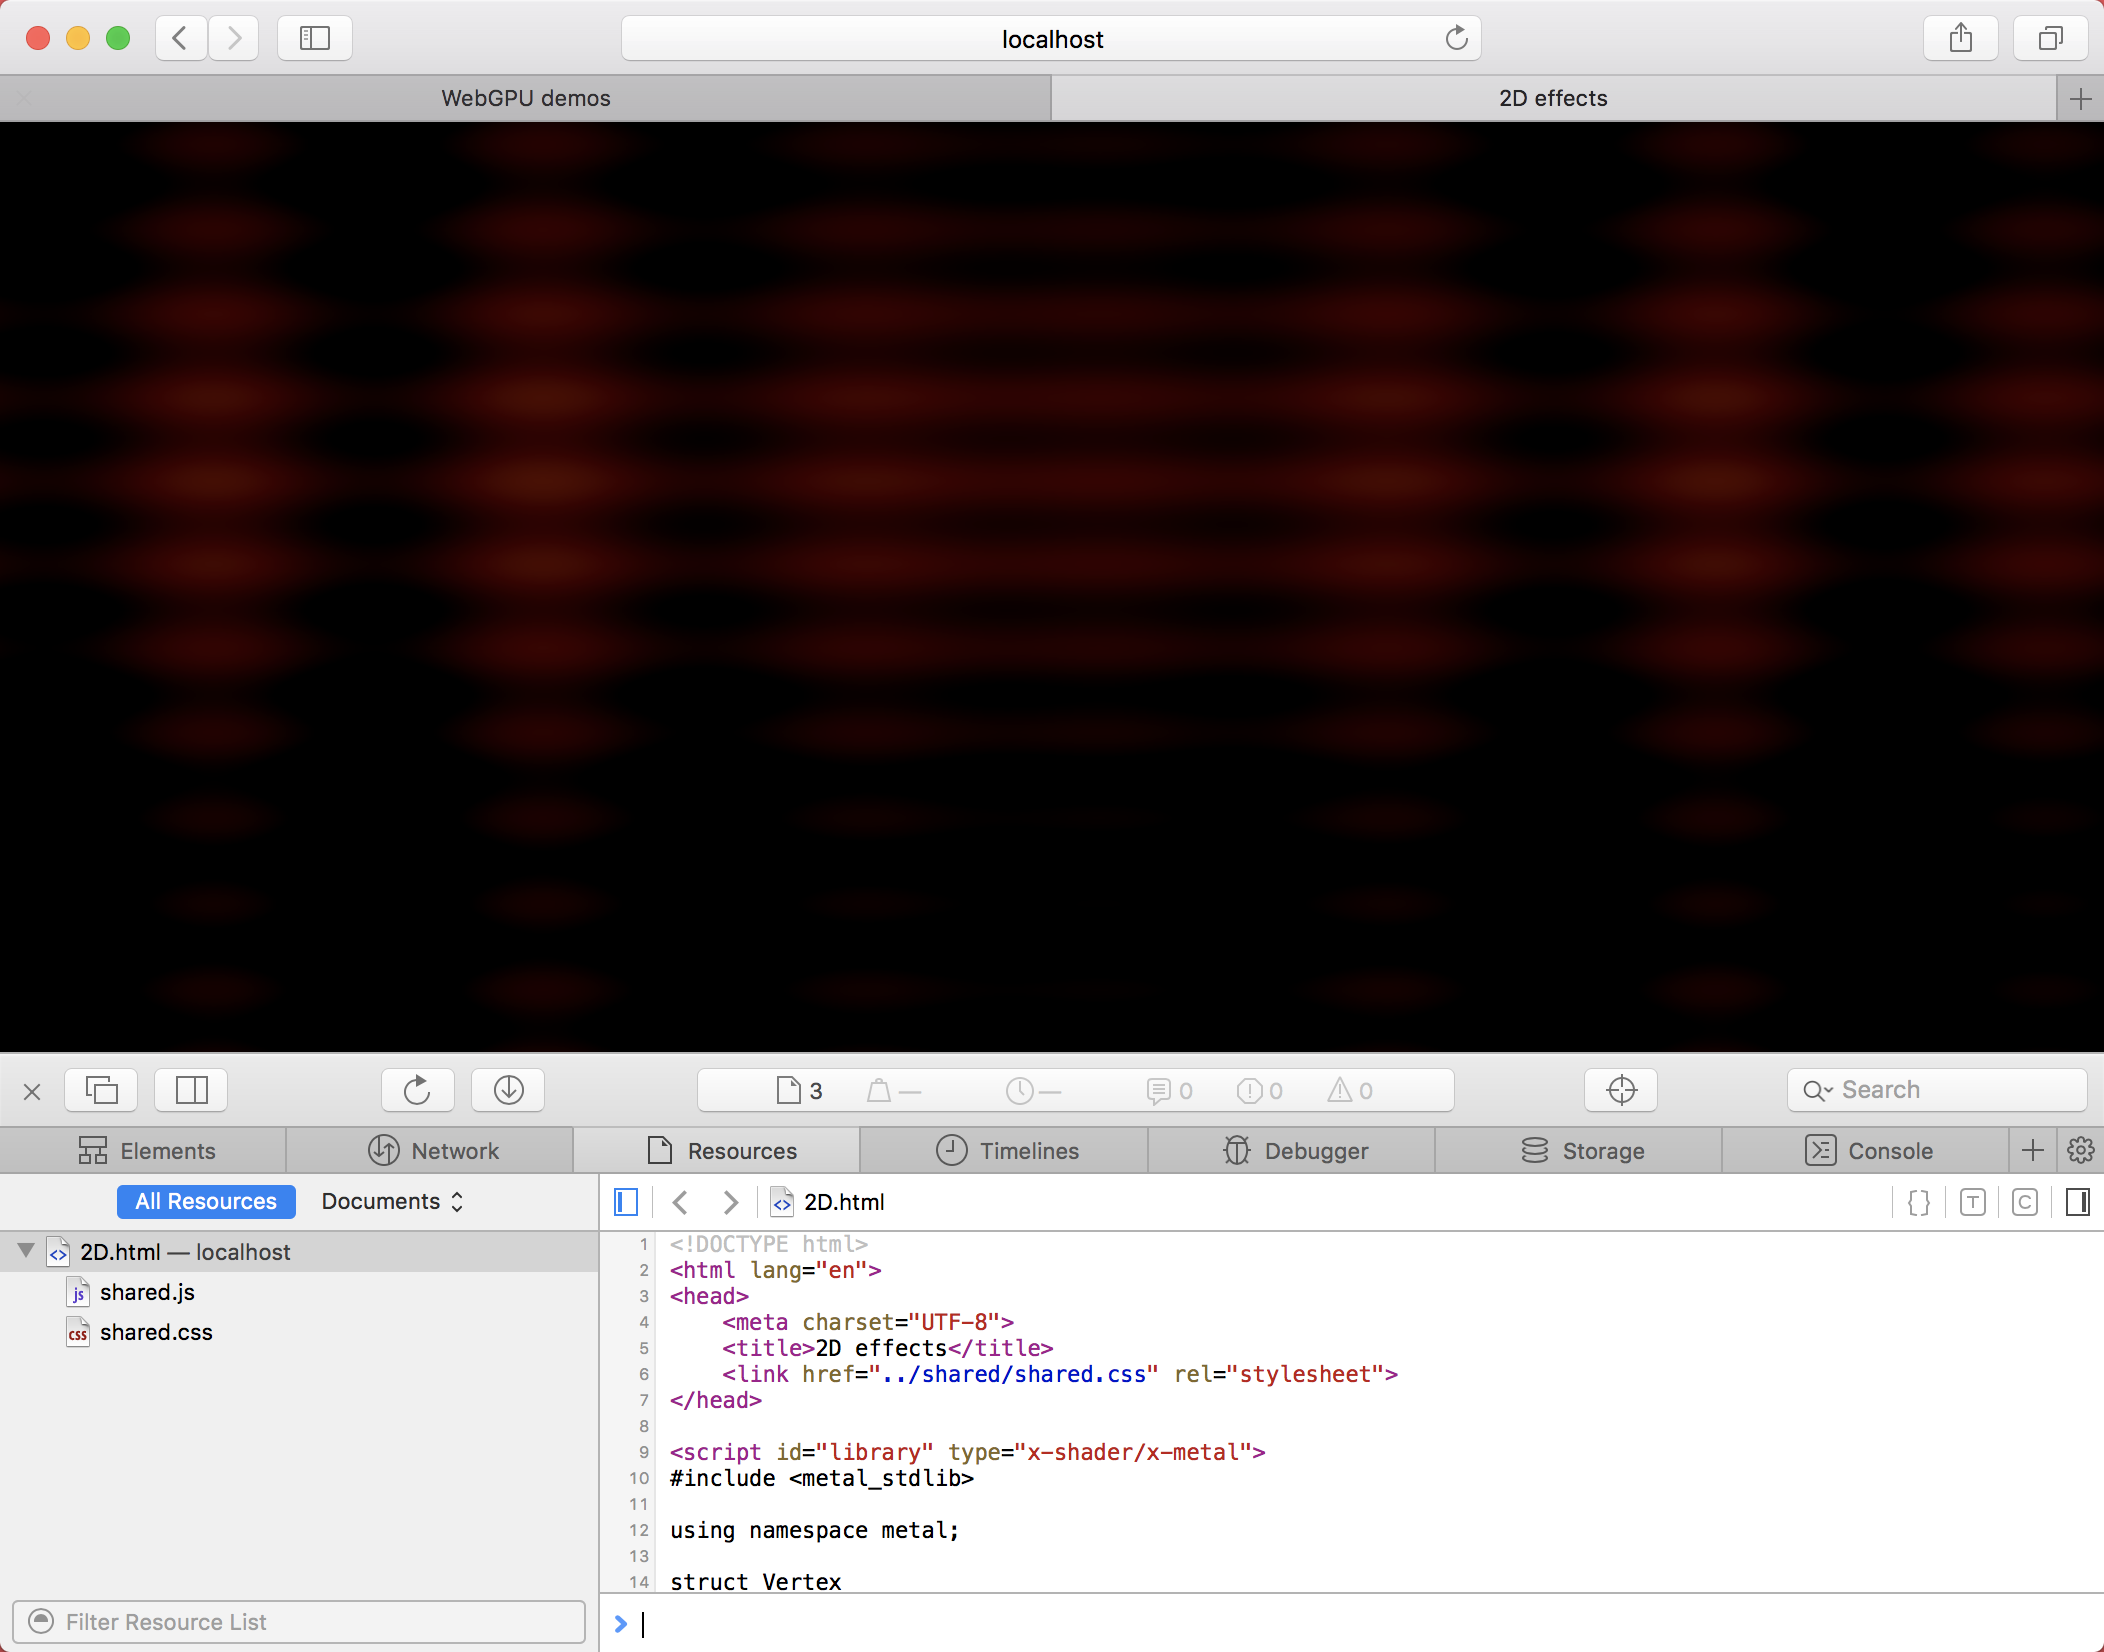 localhost
WebGPU demos
2D effects
3 — — 0 0 0
Search
Elements
Network
Resources
Timelines
Debugger
Storage
Console
All Resources
Documents
2D.html
{} T C
2D.html — localhost
js shared.js
css shared.css
1 <!DOCTYPE html>
2 <html lang="en">
3 <head>
4 <meta charset="UTF-8">
5 <title>2D effects</title>
6 <link href="../shared/shared.css" rel="stylesheet">
7 </head>
8
9 <script id="library" type="x-shader/x-metal">
10 #include <metal_stdlib>
11
12 using namespace metal;
13
14 struct Vertex
Filter Resource List